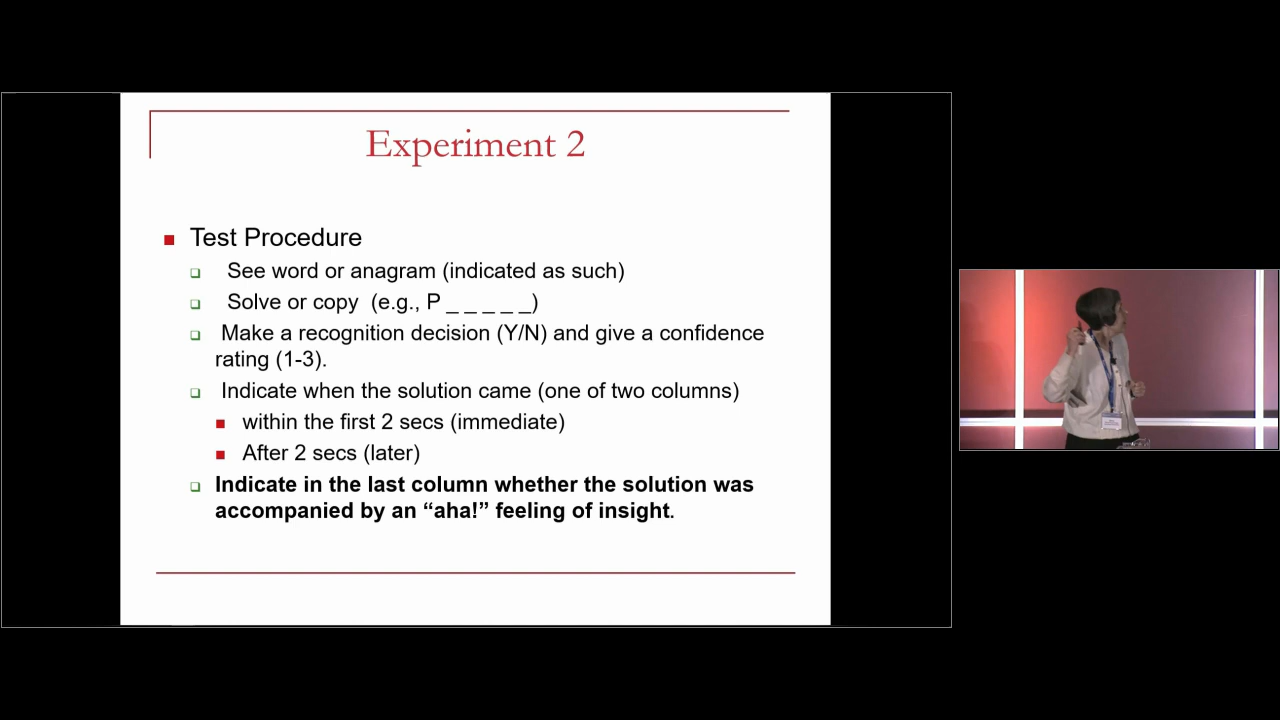 Experiment 2
Test Procedure
See word or anagram (indicated as such)
Solve or copy (e.g., P _ _ _ _ _)
Make a recognition decision (Y/N) and give a confidence
rating (1-3).
Indicate when the solution came (one of two columns)
within the first 2 secs (immediate)
After 2 secs (later)
Indicate in the last column whether the solution was
accompanied by an “aha!” feeling of insight.